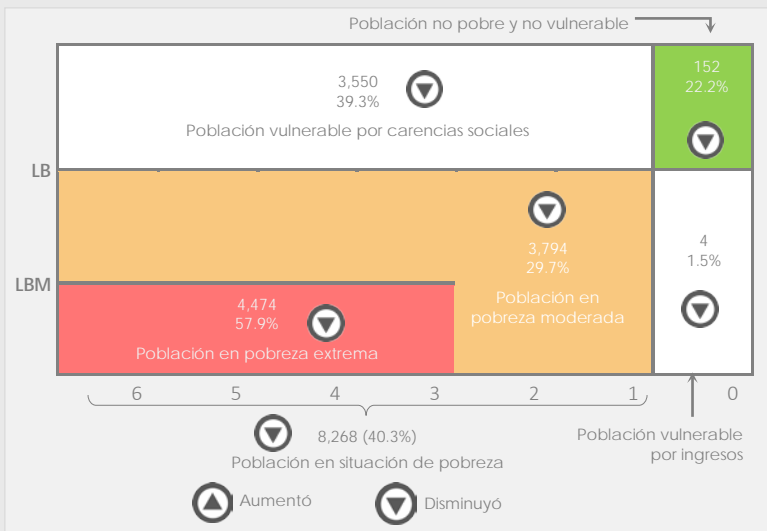 Población no pobre y no vulnerable
152
22.2%
3,550
39.3%
Población vulnerable por carencias sociales
LB
3,794
29.7%
Población en
pobreza moderada
4
1.5%
LBM
4,474
57.9%
Población en pobreza extrema
6 5 4 3 2 1 0
8,268 (40.3%)
Población en situación de pobreza
Población vulnerable
por ingresos
Aumentó
Disminuyó